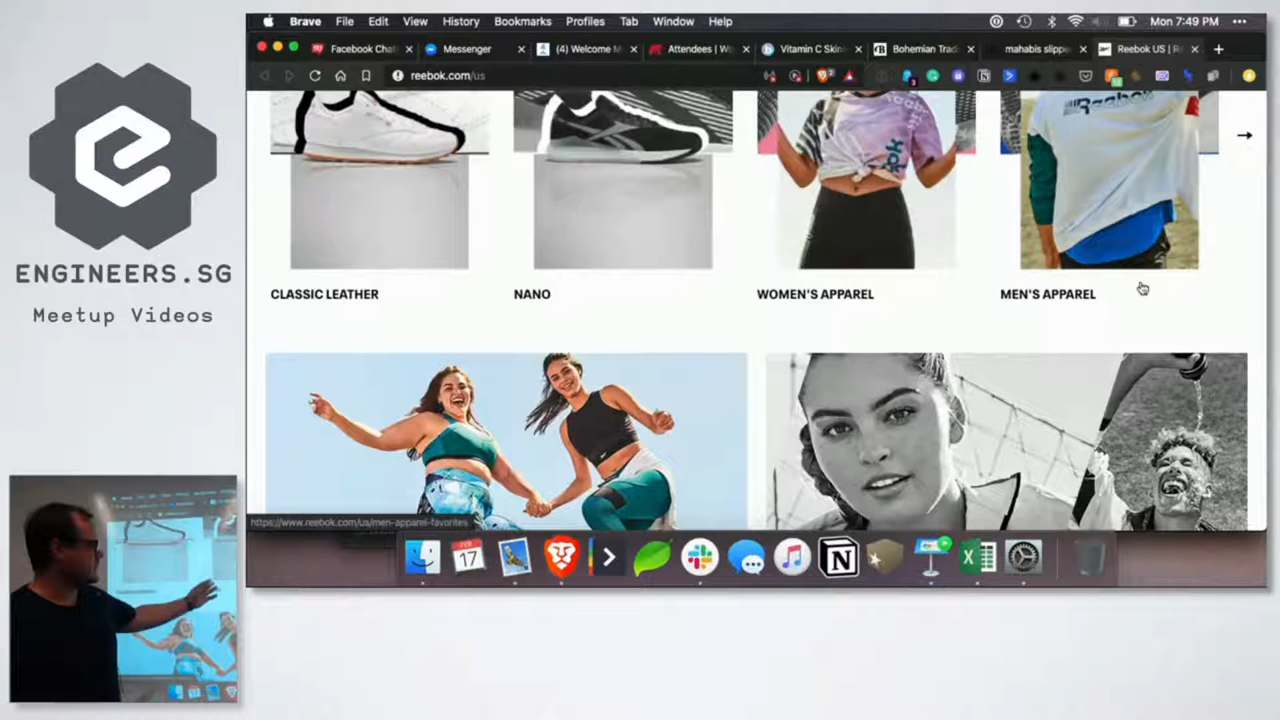 Brave File Edit View History Bookmarks Profiles Tab Window Help Mon 7:49 PM
Facebook Chat Messenger (4) Welcome M Attendees | W Vitamin C Skin Bohemian Trad mahabis slippe Reebok US | R
reebok.com/us
Reebok
CLASSIC LEATHER NANO WOMEN'S APPAREL MEN'S APPAREL
https://www.reebok.com/us/men-apparel-favorites
FEB
17
ENGINEERS.SG
Meetup Videos